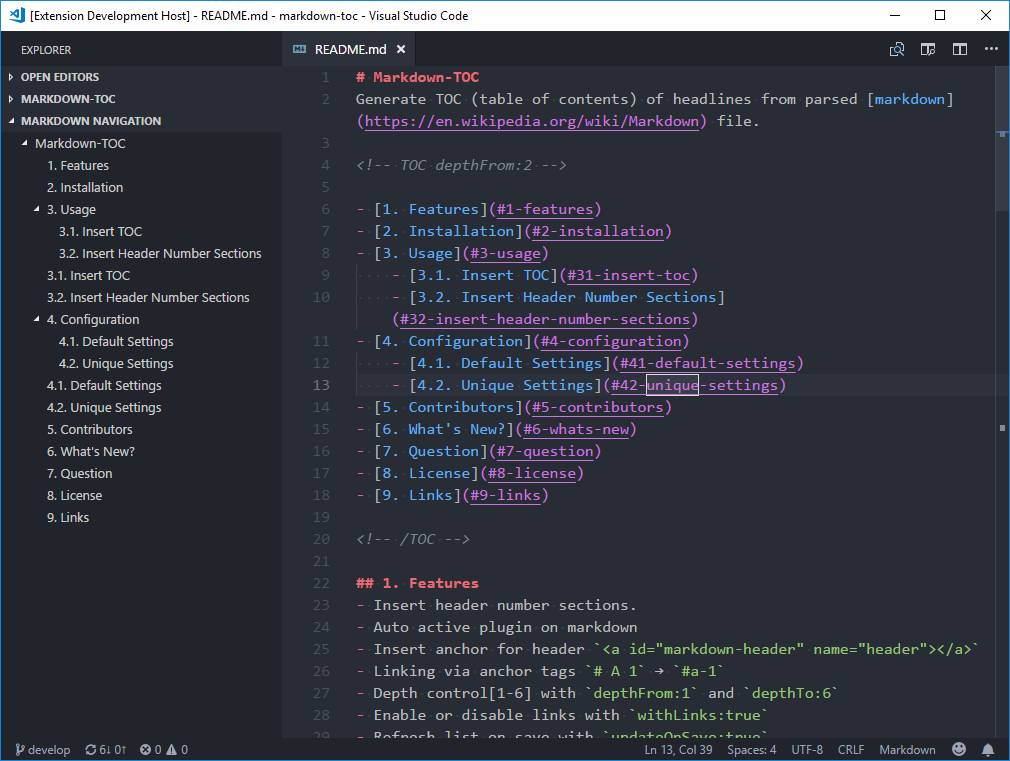 [Extension Development Host] - README.md - markdown-toc - Visual Studio Code
EXPLORER
OPEN EDITORS
MARKDOWN-TOC
MARKDOWN NAVIGATION
Markdown-TOC
1. Features
2. Installation
3. Usage
3.1. Insert TOC
3.2. Insert Header Number Sections
3.1. Insert TOC
3.2. Insert Header Number Sections
4. Configuration
4.1. Default Settings
4.2. Unique Settings
4.1. Default Settings
4.2. Unique Settings
5. Contributors
6. What's New?
7. Question
8. License
9. Links
README.md
1 # Markdown-TOC
2 Generate TOC (table of contents) of headlines from parsed [markdown]
(https://en.wikipedia.org/wiki/Markdown) file.
3
4 <!-- TOC depthFrom:2 -->
5
6 - [1. Features](#1-features)
7 - [2. Installation](#2-installation)
8 - [3. Usage](#3-usage)
9 - [3.1. Insert TOC](#31-insert-toc)
10 - [3.2. Insert Header Number Sections]
(#32-insert-header-number-sections)
11 - [4. Configuration](#4-configuration)
12 - [4.1. Default Settings](#41-default-settings)
13 - [4.2. Unique Settings](#42-unique-settings)
14 - [5. Contributors](#5-contributors)
15 - [6. What's New?](#6-whats-new)
16 - [7. Question](#7-question)
17 - [8. License](#8-license)
18 - [9. Links](#9-links)
19
20 <!-- /TOC -->
21
22 ## 1. Features
23 - Insert header number sections.
24 - Auto active plugin on markdown
25 - Insert anchor for header `<a id="markdown-header" name="header"></a>`
26 - Linking via anchor tags `# A 1` → `#a-1`
27 - Depth control[1-6] with `depthFrom:1` and `depthTo:6`
28 - Enable or disable links with `withLinks:true`
29 - Refresh list on save with `updateOnSave:true`
develop 6↓ 0↑ 0 0 Ln 13, Col 39 Spaces: 4 UTF-8 CRLF Markdown